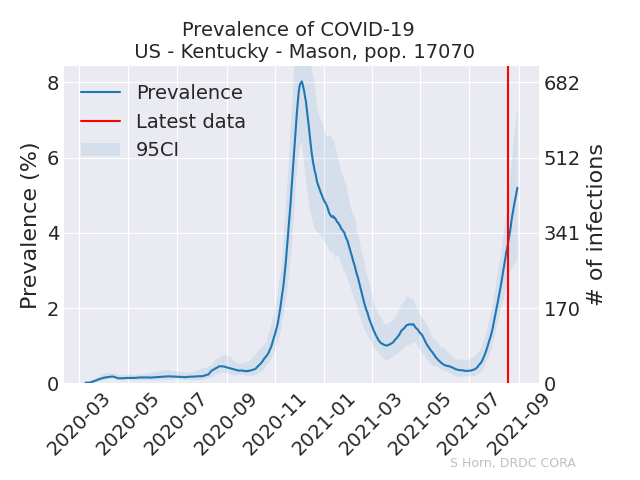 Prevalence of COVID-19
US - Kentucky - Mason, pop. 17070
Prevalence
Latest data
95CI
Prevalence (%)
8
6
4
2
0
682
512
341
170
0
# of infections
2020-03
2020-05
2020-07
2020-09
2020-11
2021-01
2021-03
2021-05
2021-07
2021-09
S Horn, DRDC CORA